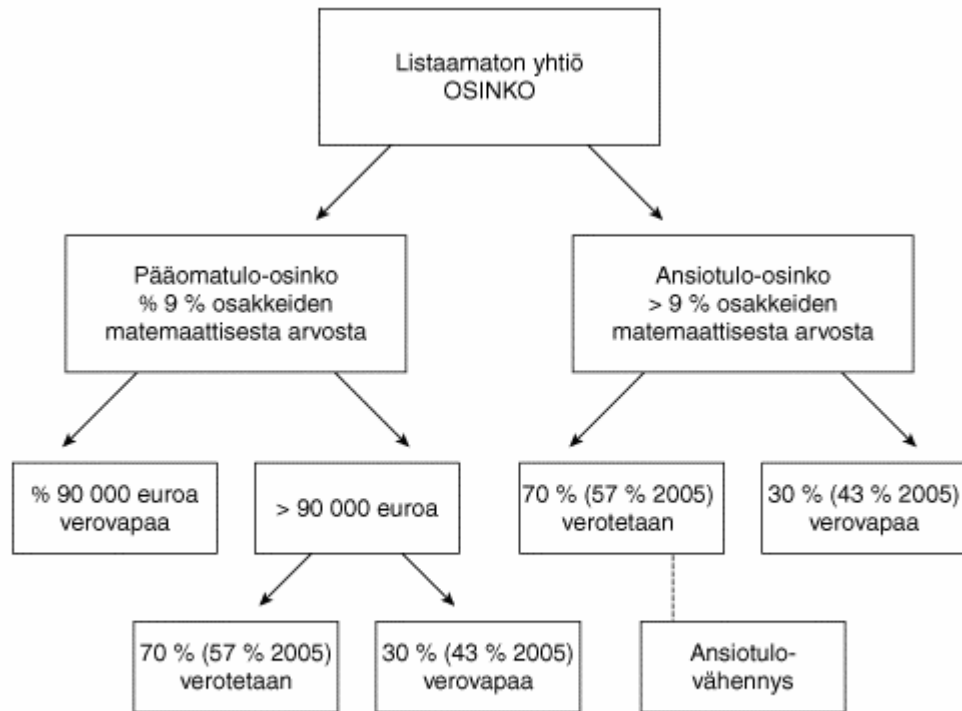 Listaamaton yhtiö
OSINKO
Pääomatulo-osinko
% 9 % osakkeiden
matemaattisesta arvosta
Ansiotulo-osinko
> 9 % osakkeiden
matemaattisesta arvosta
% 90 000 euroa
verovapaa
> 90 000 euroa
70 % (57 % 2005)
verotetaan
30 % (43 % 2005)
verovapaa
70 % (57 % 2005)
verotetaan
30 % (43 % 2005)
verovapaa
Ansiotulo-
vähennys